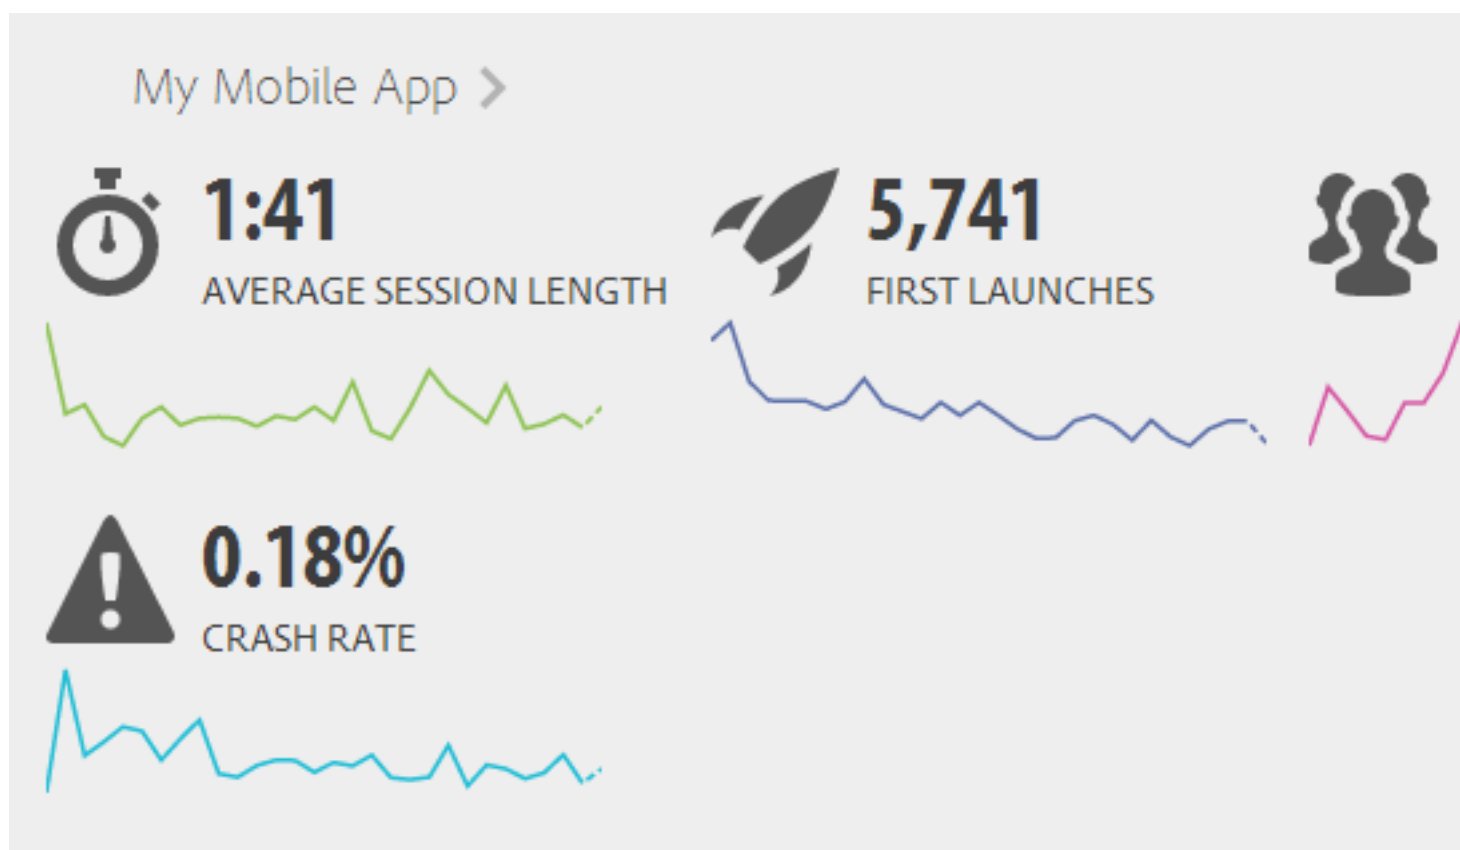 My Mobile App
1:41
AVERAGE SESSION LENGTH
5,741
FIRST LAUNCHES
0.18%
CRASH RATE